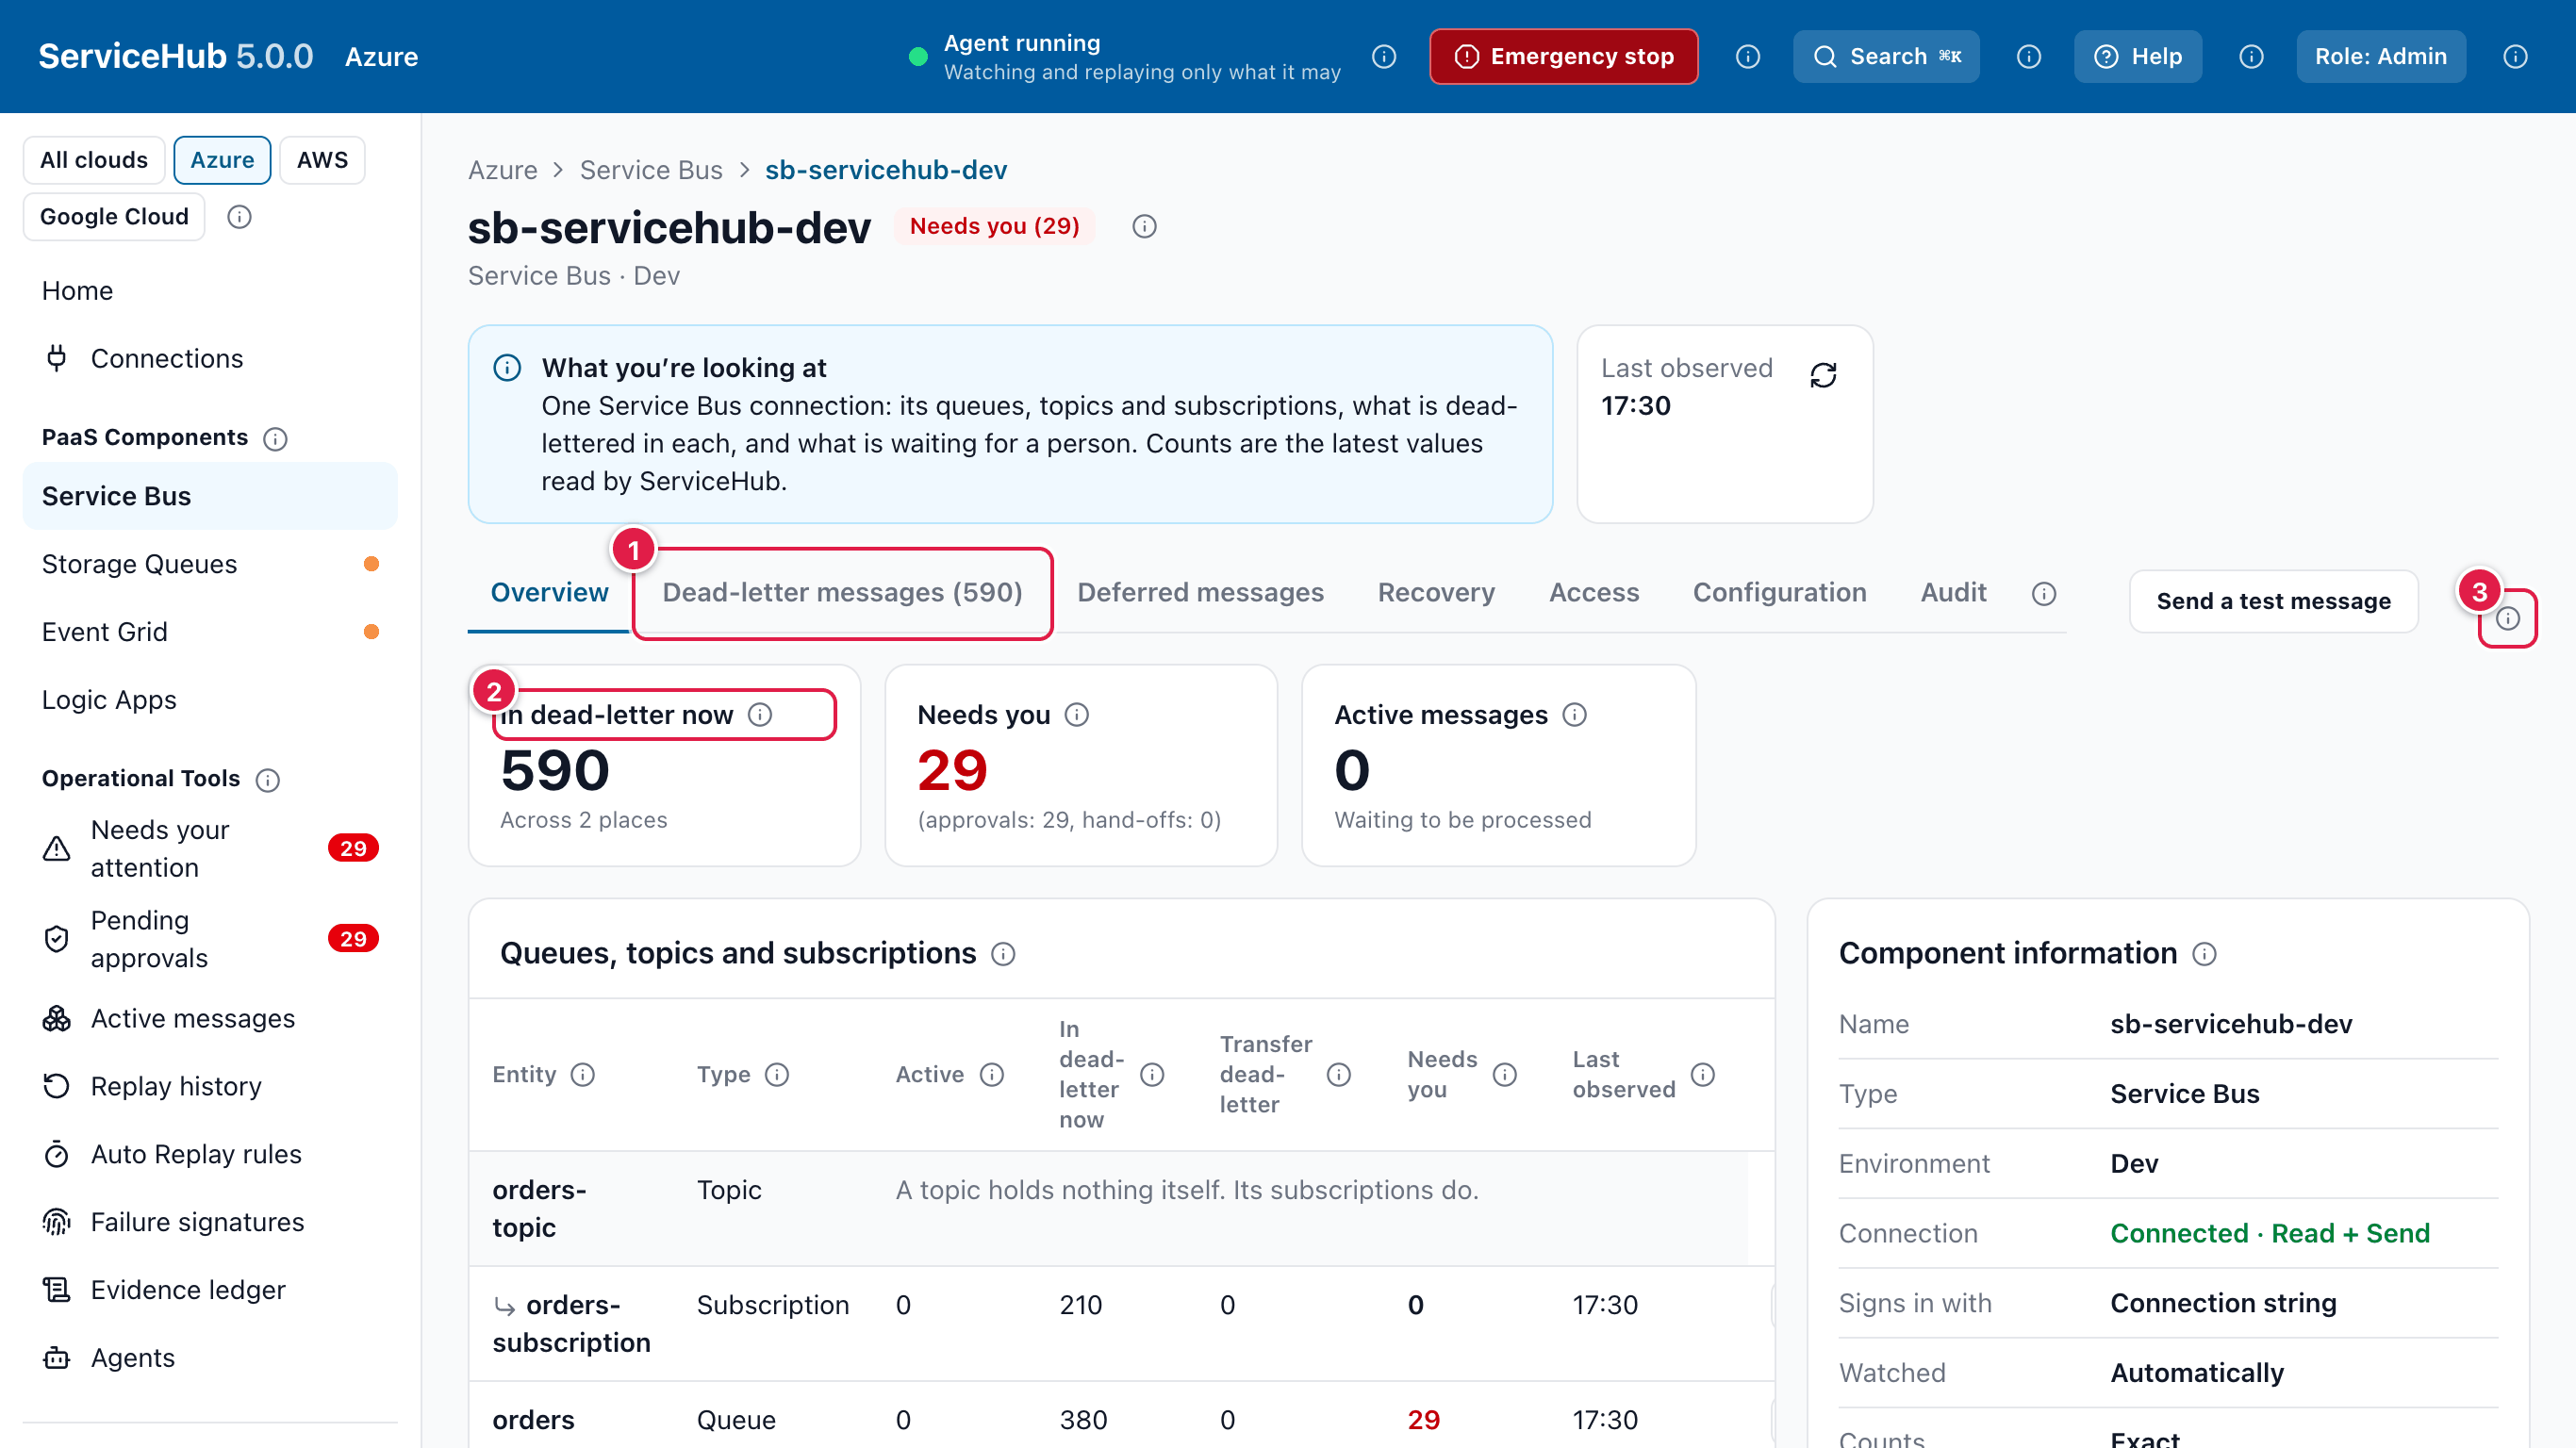 ServiceHub 5.0.0 Azure
Agent running
Watching and replaying only what it may
Emergency stop
Search ⌘K
Help
Role: Admin
All clouds
Azure
AWS
Google Cloud
Home
Connections
PaaS Components
Service Bus
Storage Queues
Event Grid
Logic Apps
Operational Tools
Needs your
attention
29
Pending
approvals
29
Active messages
Replay history
Auto Replay rules
Failure signatures
Evidence ledger
Agents
Azure > Service Bus > sb-servicehub-dev
sb-servicehub-dev Needs you (29)
Service Bus · Dev
What you’re looking at
One Service Bus connection: its queues, topics and subscriptions, what is dead-
lettered in each, and what is waiting for a person. Counts are the latest values
read by ServiceHub.
Last observed
17:30
1
Overview
Dead-letter messages (590)
Deferred messages
Recovery
Access
Configuration
Audit
Send a test message
3
2
In dead-letter now
590
Across 2 places
Needs you
29
(approvals: 29, hand-offs: 0)
Active messages
0
Waiting to be processed
Queues, topics and subscriptions
Entity
Type
Active
In
dead-
letter
now
Transfer
dead-
letter
Needs
you
Last
observed
orders-
topic
Topic
A topic holds nothing itself. Its subscriptions do.
orders-
subscription
Subscription
0
210
0
0
17:30
orders
Queue
0
380
0
29
17:30
Component information
Name sb-servicehub-dev
Type Service Bus
Environment Dev
Connection Connected · Read + Send
Signs in with Connection string
Watched Automatically
Counts Exact